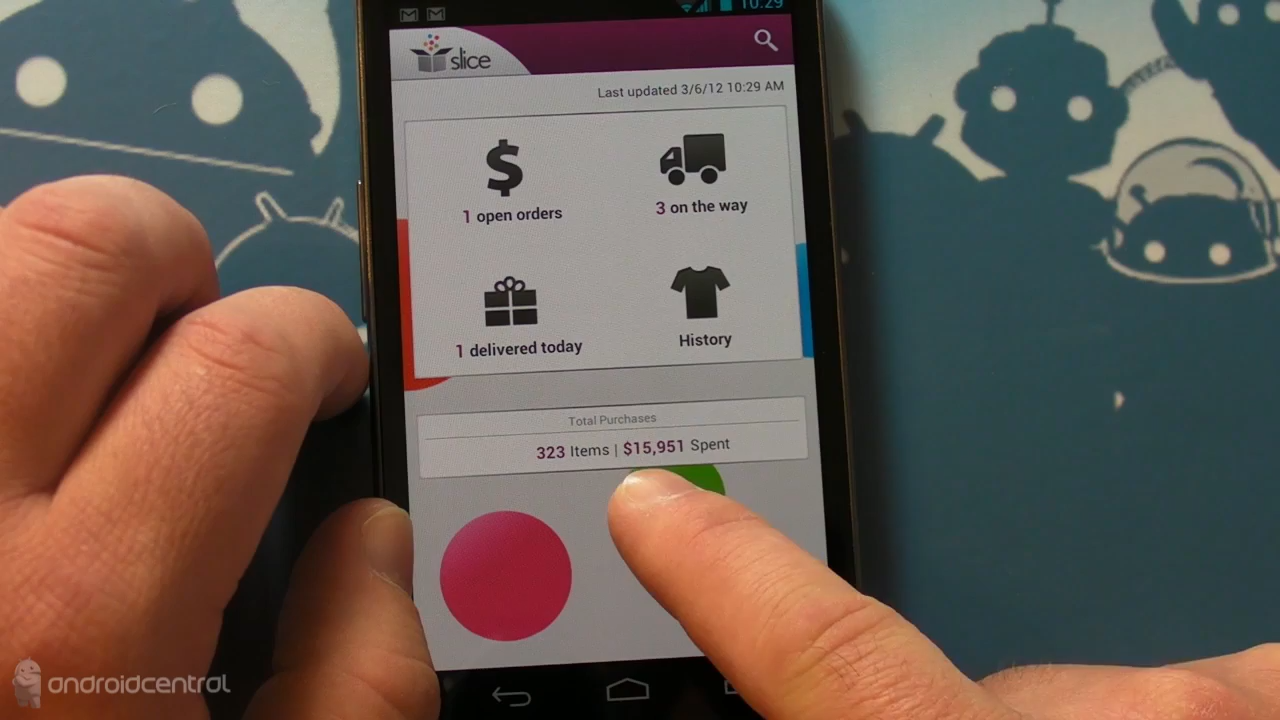 10:29
slice
Last updated 3/6/12 10:29 AM
1 open orders
3 on the way
1 delivered today
History
Total Purchases
323 Items | $15,951 Spent
androidcentral